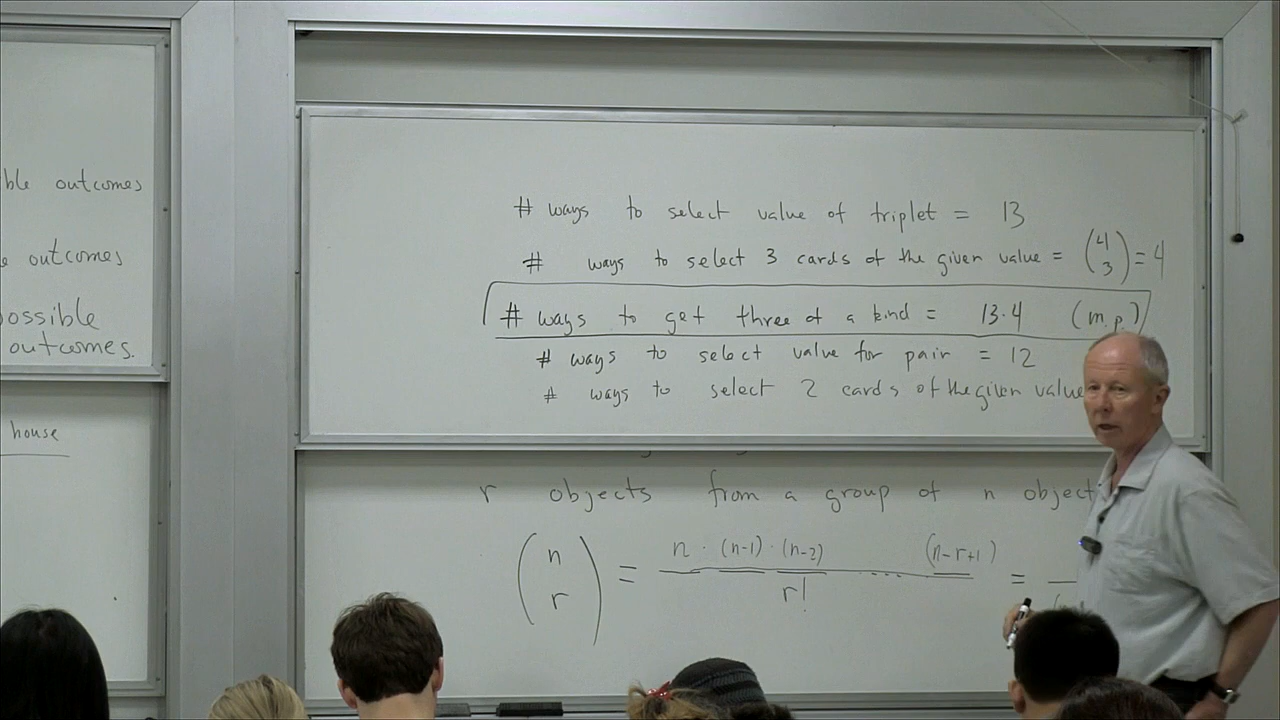 ble outcomes
outcomes
ossible
outcomes.
house
# ways to select value of triplet = 13
# ways to select 3 cards of the given value = (4 3) = 4
# ways to get three of a kind = 13·4 (m.p.)
# ways to select value for pair = 12
# ways to select 2 cards of the given value
r objects from a group of n object
(n r) = n · (n-1) · (n-2) .... (n-r+1) / r! =